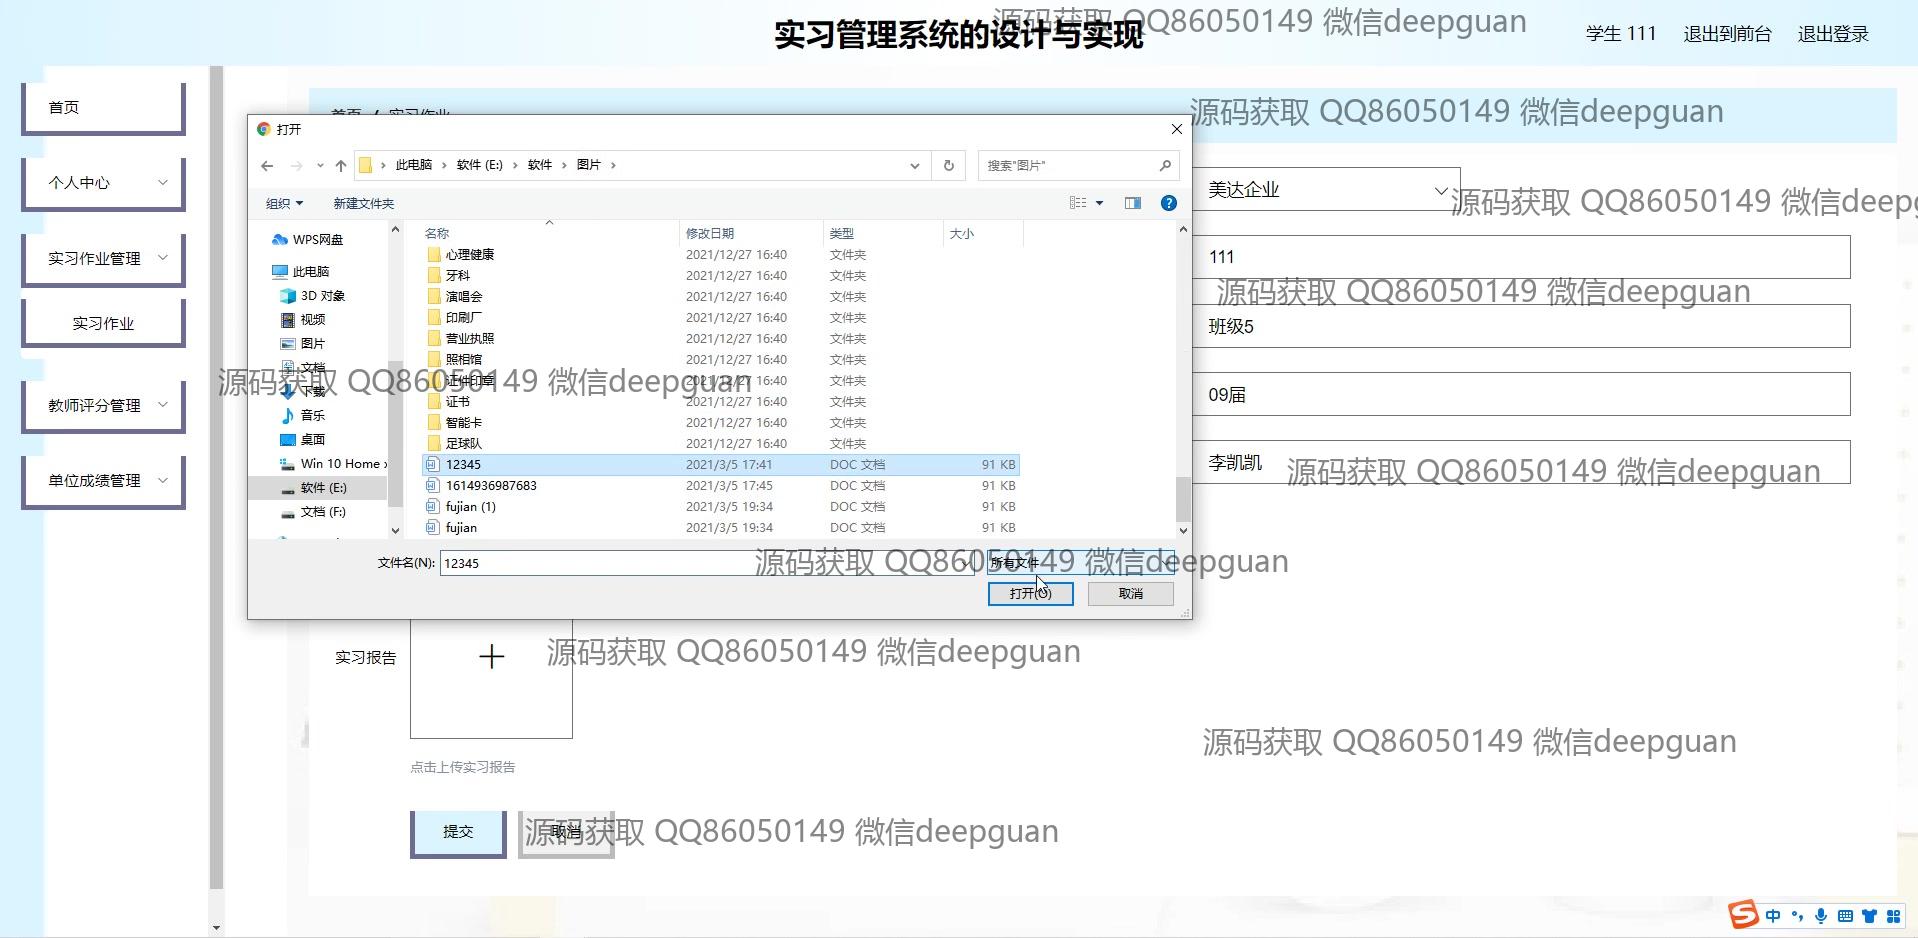 实习管理系统的设计与实现
源码获取 QQ86050149 微信deepguan
学生 111
退出到前台
退出登录
首页
个人中心
实习作业管理
实习作业
教师评分管理
单位成绩管理
首页 / 实习作业
源码获取 QQ86050149 微信deepguan
打开
此电脑 › 软件 (E:) › 软件 › 图片 ›
搜索"图片"
组织
新建文件夹
WPS网盘
此电脑
3D 对象
视频
图片
文档
下载
音乐
桌面
Win 10 Home
软件 (E:)
文档 (F:)
名称 修改日期 类型 大小
心理健康 2021/12/27 16:40 文件夹
牙科 2021/12/27 16:40 文件夹
演唱会 2021/12/27 16:40 文件夹
印刷厂 2021/12/27 16:40 文件夹
营业执照 2021/12/27 16:40 文件夹
照相馆 2021/12/27 16:40 文件夹
证件印章 2021/12/27 16:40 文件夹
证书 2021/12/27 16:40 文件夹
智能卡 2021/12/27 16:40 文件夹
足球队 2021/12/27 16:40 文件夹
12345 2021/3/5 17:41 DOC 文档 91 KB
1614936987683 2021/3/5 17:45 DOC 文档 91 KB
fujian (1) 2021/3/5 19:34 DOC 文档 91 KB
fujian 2021/3/5 19:34 DOC 文档 91 KB
源码获取 QQ86050149 微信deepguan
文件名(N): 12345
所有文件
源码获取 QQ86050149 微信deepguan
打开(O)
取消
美达企业
源码获取 QQ86050149 微信deepg
111
源码获取 QQ86050149 微信deepguan
班级5
09届
李凯凯
源码获取 QQ86050149 微信deepguan
实习报告
源码获取 QQ86050149 微信deepguan
源码获取 QQ86050149 微信deepguan
点击上传实习报告
提交
取消
源码获取 QQ86050149 微信deepguan
中